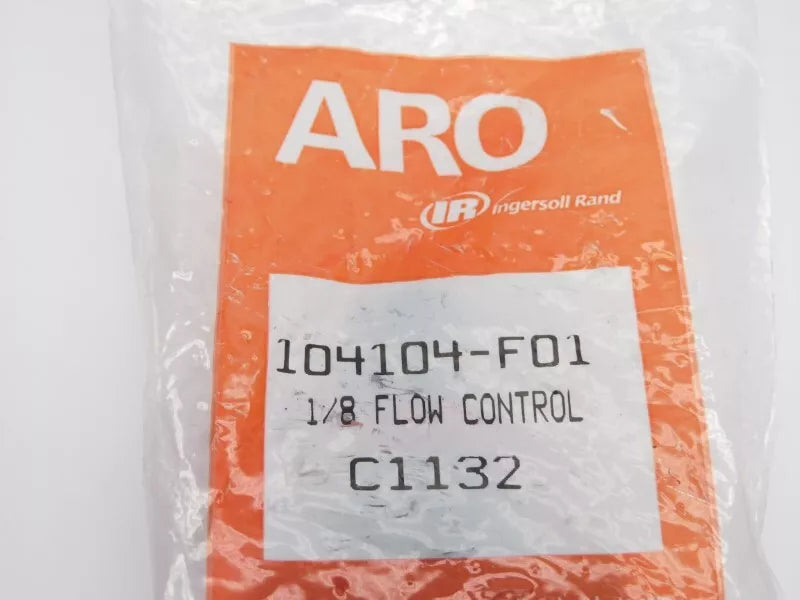 ARO
IR Ingersoll Rand
104104-F01
1/8 FLOW CONTROL
C1132